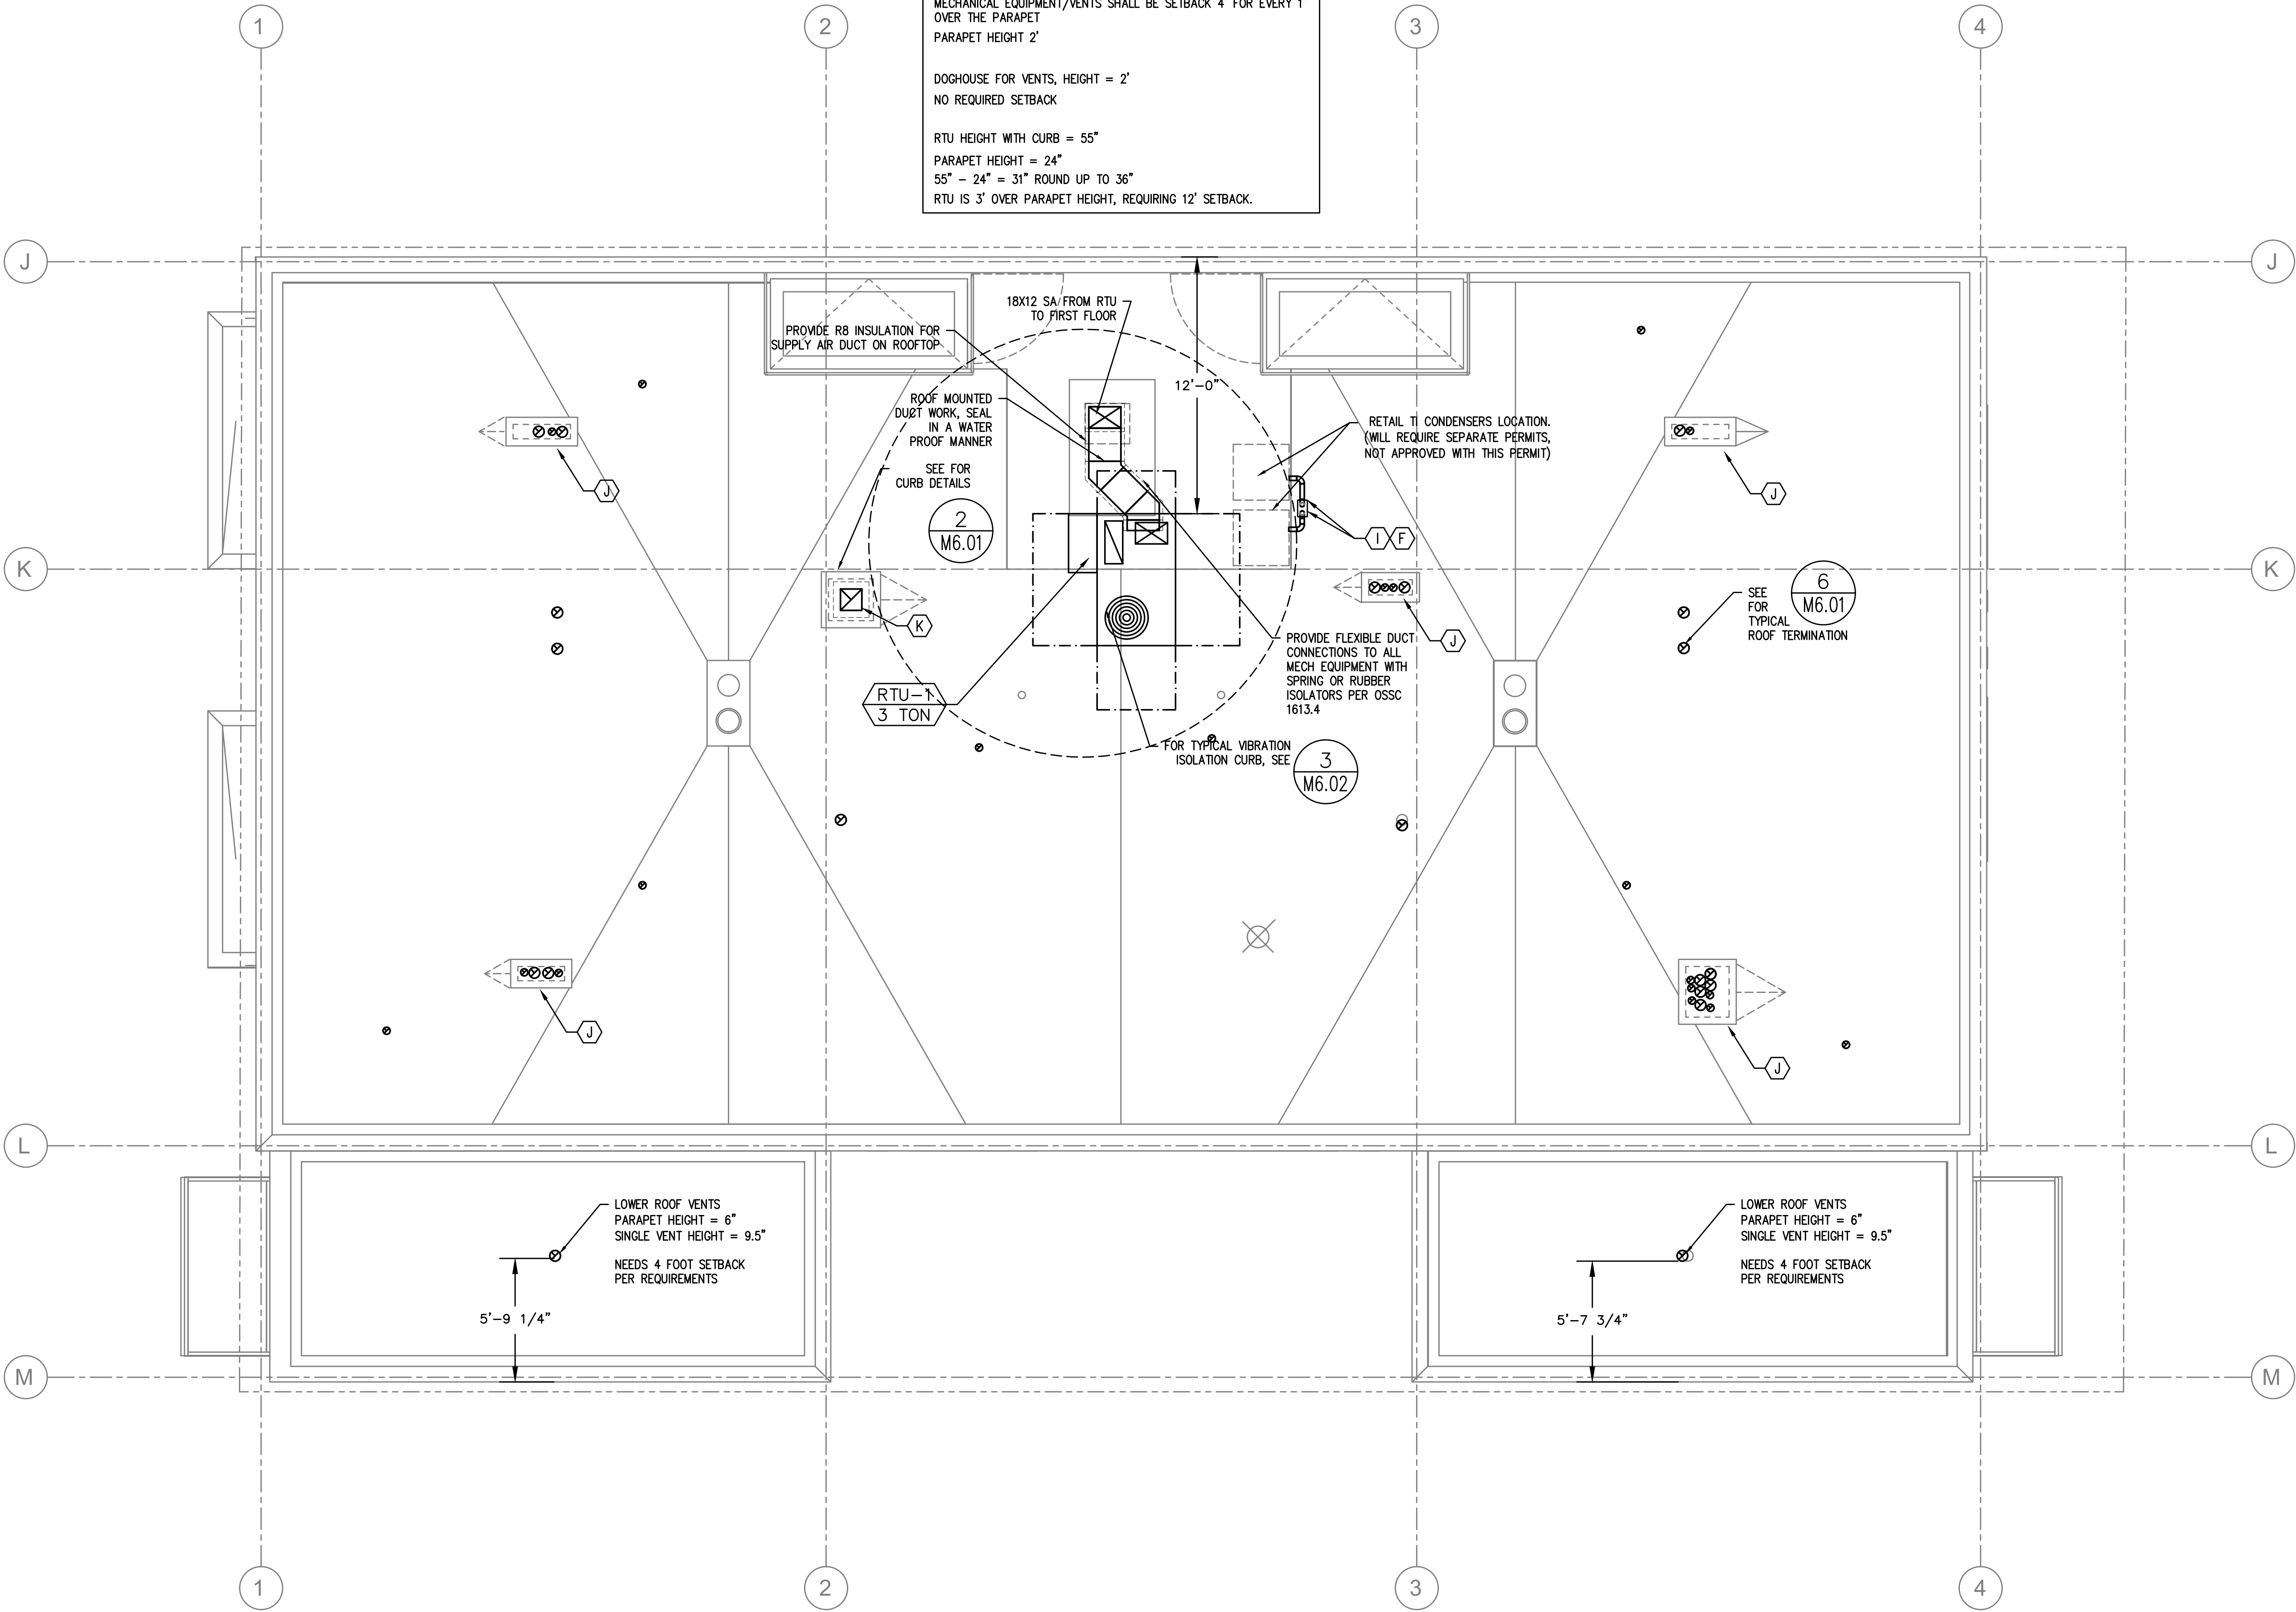 1
2
3
4
MECHANICAL EQUIPMENT/VENTS SHALL BE SETBACK 4' FOR EVERY 1'
OVER THE PARAPET
PARAPET HEIGHT 2'
DOGHOUSE FOR VENTS, HEIGHT = 2'
NO REQUIRED SETBACK
RTU HEIGHT WITH CURB = 55"
PARAPET HEIGHT = 24"
55" - 24" = 31" ROUND UP TO 36"
RTU IS 3' OVER PARAPET HEIGHT, REQUIRING 12' SETBACK.
J
J
18X12 SA FROM RTU
TO FIRST FLOOR
PROVIDE R8 INSULATION FOR
SUPPLY AIR DUCT ON ROOFTOP
12'-0"
ROOF MOUNTED
DUCT WORK, SEAL
IN A WATER
PROOF MANNER
RETAIL TI CONDENSERS LOCATION.
(WILL REQUIRE SEPARATE PERMITS,
NOT APPROVED WITH THIS PERMIT)
SEE FOR
CURB DETAILS
J
J
2
M6.01
I F
K
K
K
6
M6.01
SEE
FOR
TYPICAL
ROOF TERMINATION
J
PROVIDE FLEXIBLE DUCT
CONNECTIONS TO ALL
MECH EQUIPMENT WITH
SPRING OR RUBBER
ISOLATORS PER OSSC
1613.4
RTU-1
3 TON
FOR TYPICAL VIBRATION
ISOLATION CURB, SEE
3
M6.02
J
J
L
L
LOWER ROOF VENTS
PARAPET HEIGHT = 6"
SINGLE VENT HEIGHT = 9.5"
NEEDS 4 FOOT SETBACK
PER REQUIREMENTS
5'-9 1/4"
LOWER ROOF VENTS
PARAPET HEIGHT = 6"
SINGLE VENT HEIGHT = 9.5"
NEEDS 4 FOOT SETBACK
PER REQUIREMENTS
5'-7 3/4"
M
M
1
2
3
4